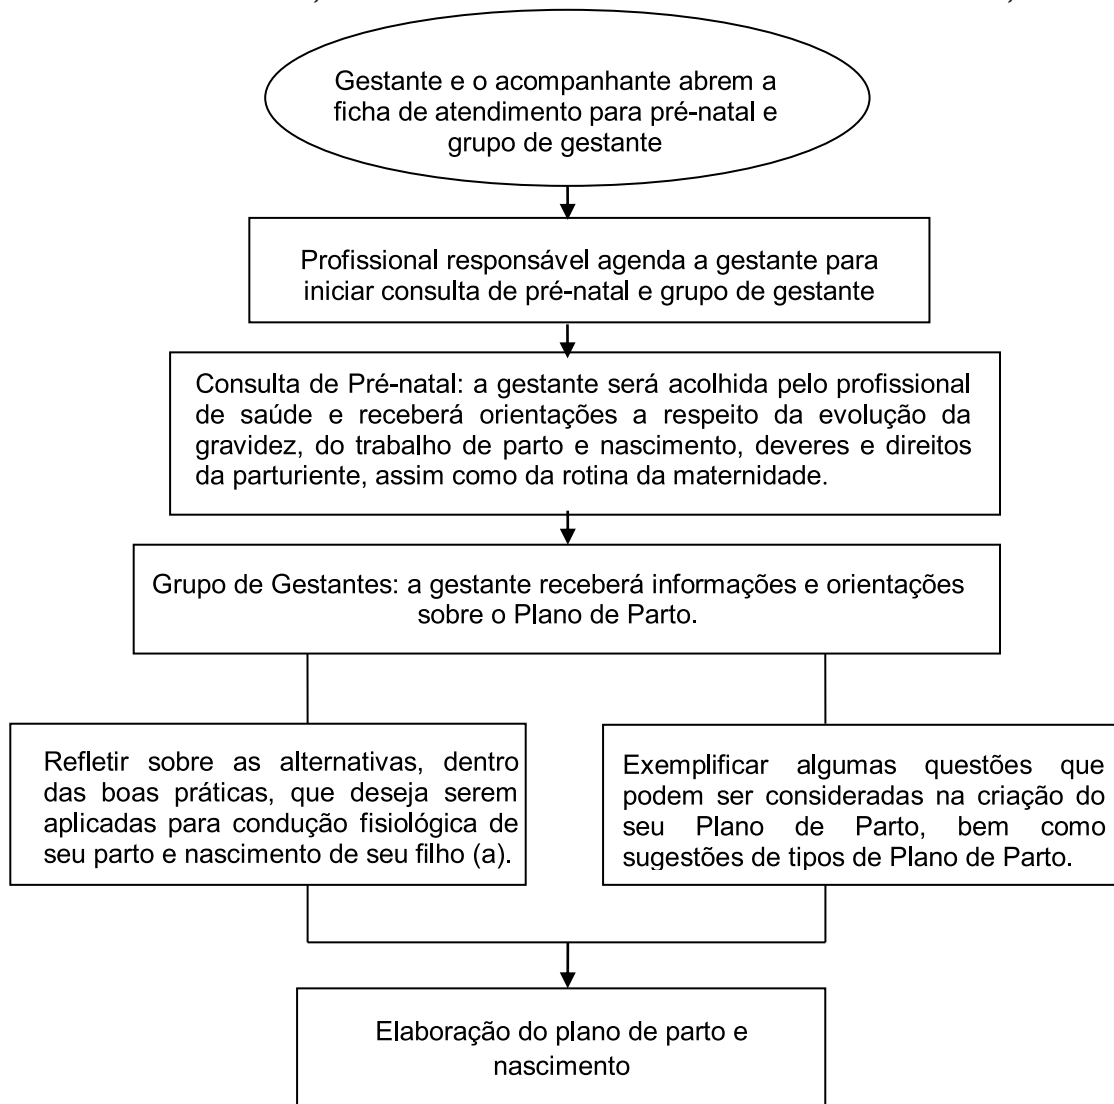 Gestante e o acompanhante abrem a
ficha de atendimento para pré-natal e
grupo de gestante
Profissional responsável agenda a gestante para
iniciar consulta de pré-natal e grupo de gestante
Consulta de Pré-natal: a gestante será acolhida pelo profissional
de saúde e receberá orientações a respeito da evolução da
gravidez, do trabalho de parto e nascimento, deveres e direitos
da parturiente, assim como da rotina da maternidade.
Grupo de Gestantes: a gestante receberá informações e orientações
sobre o Plano de Parto.
Refletir sobre as alternativas, dentro
das boas práticas, que deseja serem
aplicadas para condução fisiológica de
seu parto e nascimento de seu filho (a).
Exemplificar algumas questões que
podem ser consideradas na criação do
seu Plano de Parto, bem como
sugestões de tipos de Plano de Parto.
Elaboração do plano de parto e
nascimento